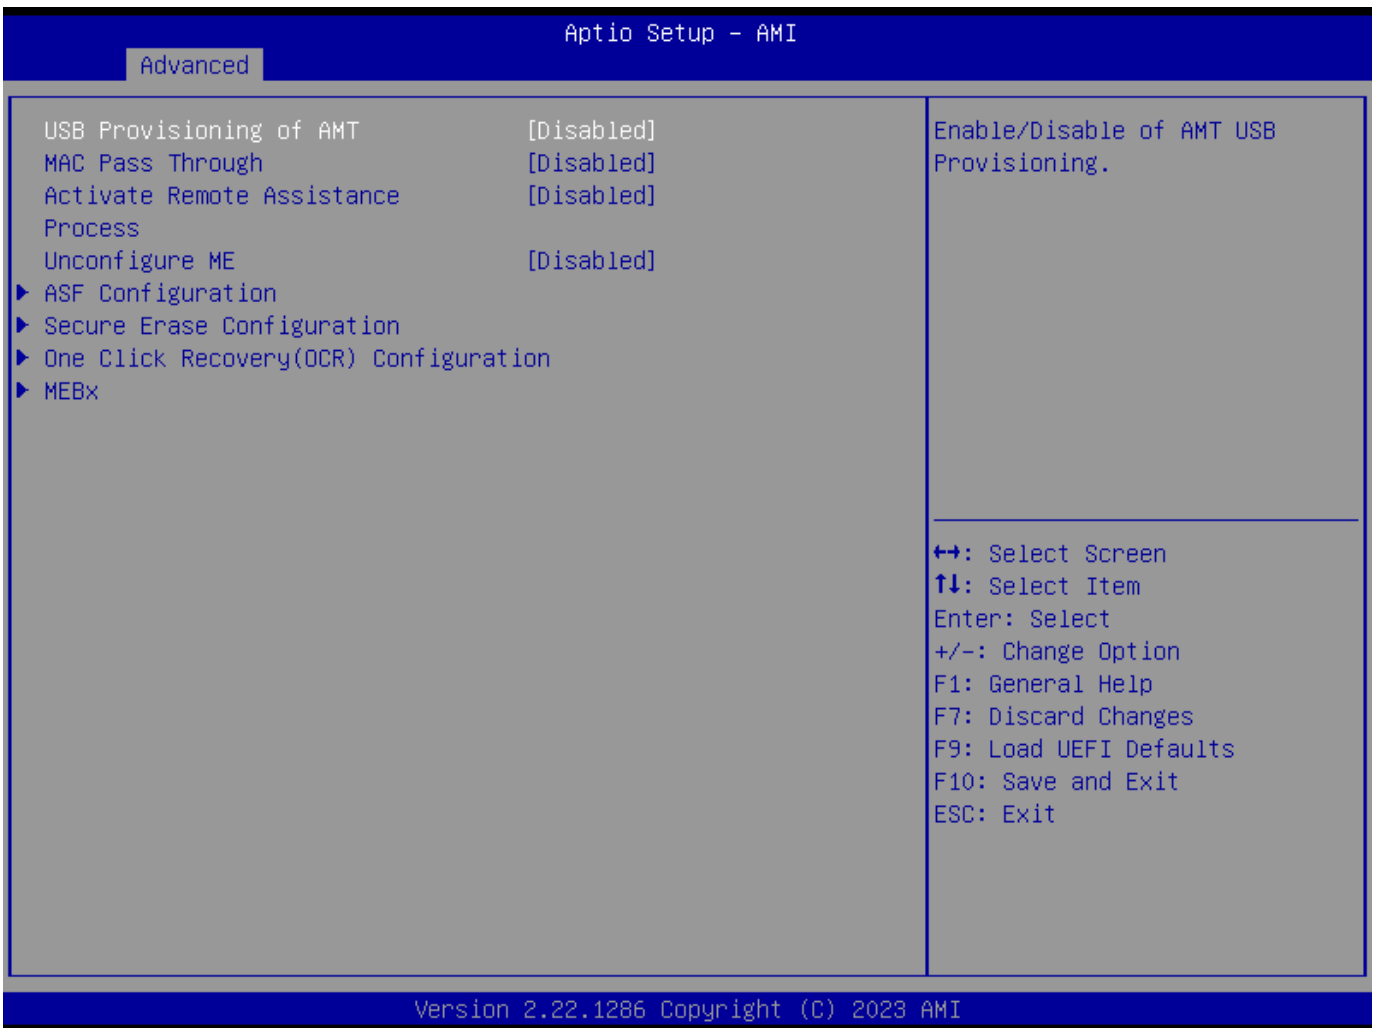 Aptio Setup – AMI
Advanced
USB Provisioning of AMT [Disabled]
MAC Pass Through [Disabled]
Activate Remote Assistance [Disabled]
Process
Unconfigure ME [Disabled]
▶ ASF Configuration
▶ Secure Erase Configuration
▶ One Click Recovery(OCR) Configuration
▶ MEBx
Enable/Disable of AMT USB
Provisioning.
←→: Select Screen
↑↓: Select Item
Enter: Select
+/–: Change Option
F1: General Help
F7: Discard Changes
F9: Load UEFI Defaults
F10: Save and Exit
ESC: Exit
Version 2.22.1286 Copyright (C) 2023 AMI